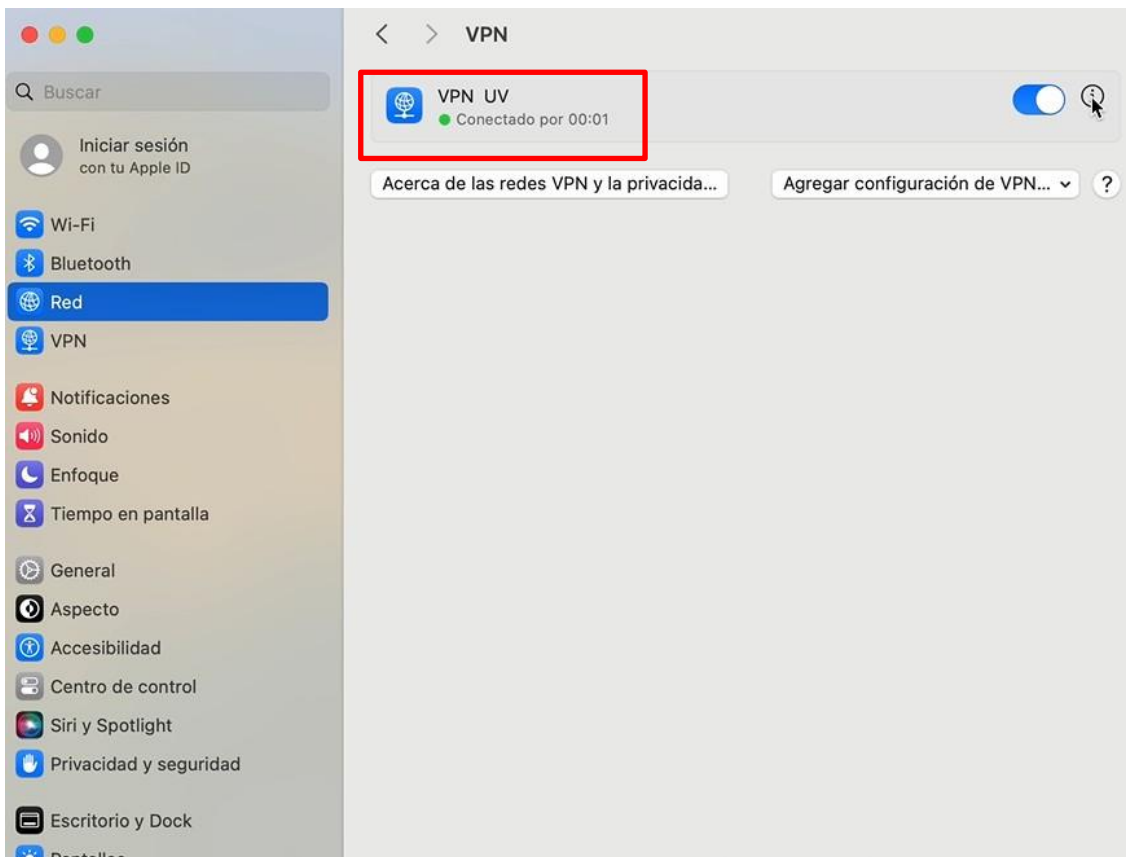 VPN
Buscar
Iniciar sesión
con tu Apple ID
Wi-Fi
Bluetooth
Red
VPN
Notificaciones
Sonido
Enfoque
Tiempo en pantalla
General
Aspecto
Accesibilidad
Centro de control
Siri y Spotlight
Privacidad y seguridad
Escritorio y Dock
VPN UV
Conectado por 00:01
Acerca de las redes VPN y la privacida...
Agregar configuración de VPN...
?